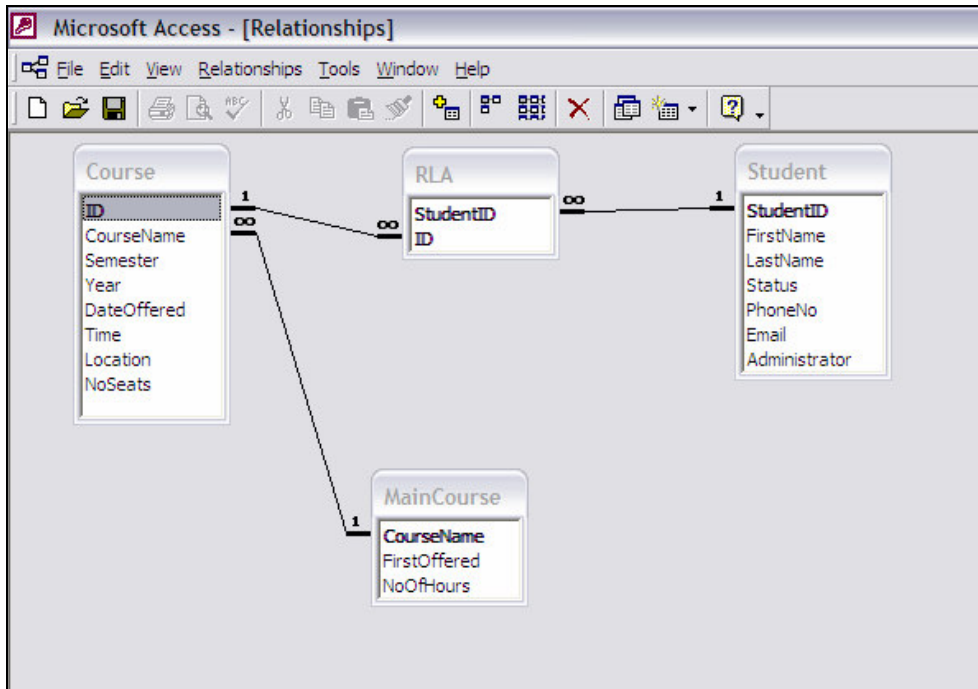 Microsoft Access - [Relationships]
File Edit View Relationships Tools Window Help
ABC
Course
ID
CourseName
Semester
Year
DateOffered
Time
Location
NoSeats
1
∞
∞
RLA
StudentID
ID
∞
1
Student
StudentID
FirstName
LastName
Status
PhoneNo
Email
Administrator
1
MainCourse
CourseName
FirstOffered
NoOfHours